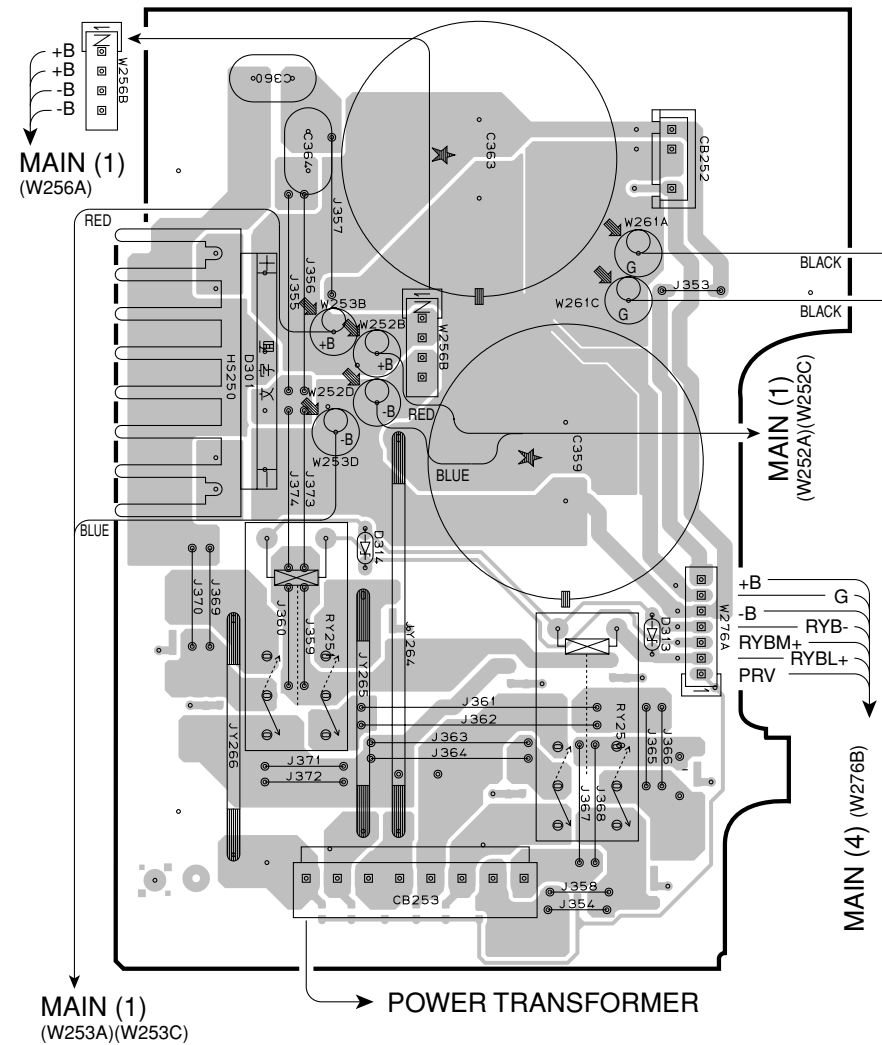 +B
+B
-B
-B
W256B
MAIN (1)
(W256A)
C360
C364
C363
CB252
RED
J357
W261A
G
BLACK
J356
J355
W261C
G
J353
BLACK
W253B
+B
W252B
+B
W256B
HS250
D301
W252D
-B
RED
-B
W253D
C359
MAIN (1)
(W252A)(W252C)
BLUE
J374
J373
BLUE
D314
J370
J369
J360
J359
RY25
JY265
JY264
D313
W276A
1
+B
G
-B
RYB-
RYBM+
RYBL+
PRV
J361
J362
J363
J364
RY25
J365
J366
JY266
J371
J372
J367
J368
MAIN (4) (W276B)
CB253
J358
J354
MAIN (1)
(W253A)(W253C)
POWER TRANSFORMER